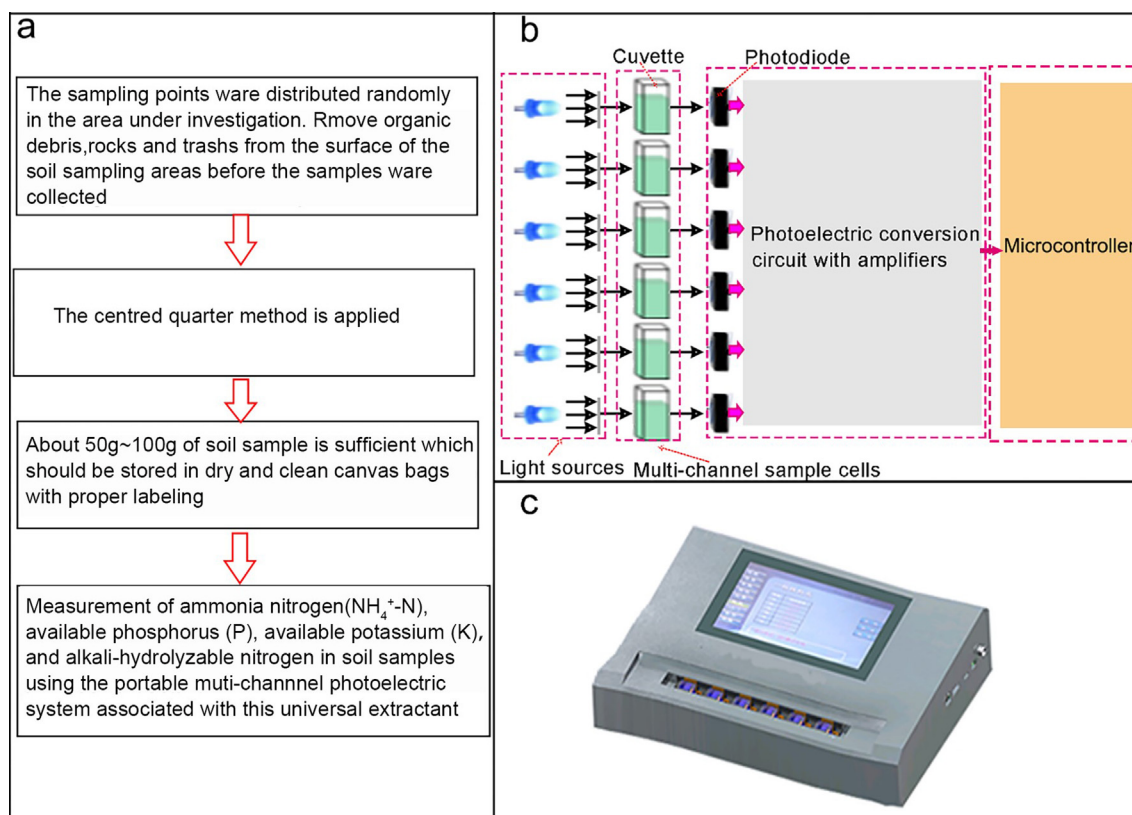 a
The sampling points ware distributed randomly
in the area under investigation. Rmove organic
debris,rocks and trashs from the surface of the
soil sampling areas before the samples ware
collected
The centred quarter method is applied
About 50g~100g of soil sample is sufficient which
should be stored in dry and clean canvas bags
with proper labeling
Measurement of ammonia nitrogen(NH₄⁺-N),
available phosphorus (P), available potassium (K),
and alkali-hydrolyzable nitrogen in soil samples
using the portable muti-channnel photoelectric
system associated with this universal extractant
b
Cuvette
Photodiode
Photoelectric conversion
circuit with amplifiers
Microcontroller
Light sources
Multi-channel sample cells
c